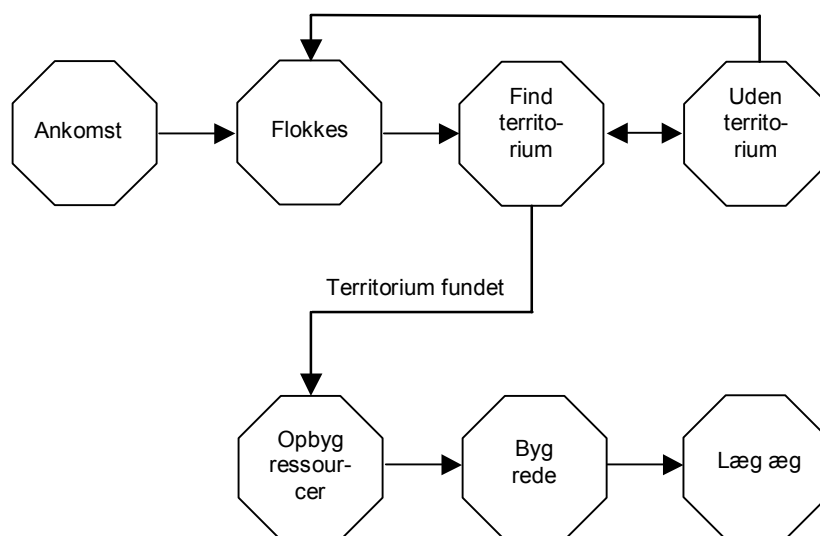 Ankomst
Flokkes
Find
territo-
rium
Uden
territo-
rium
Territorium fundet
Opbyg
ressour-
cer
Byg
rede
Læg æg